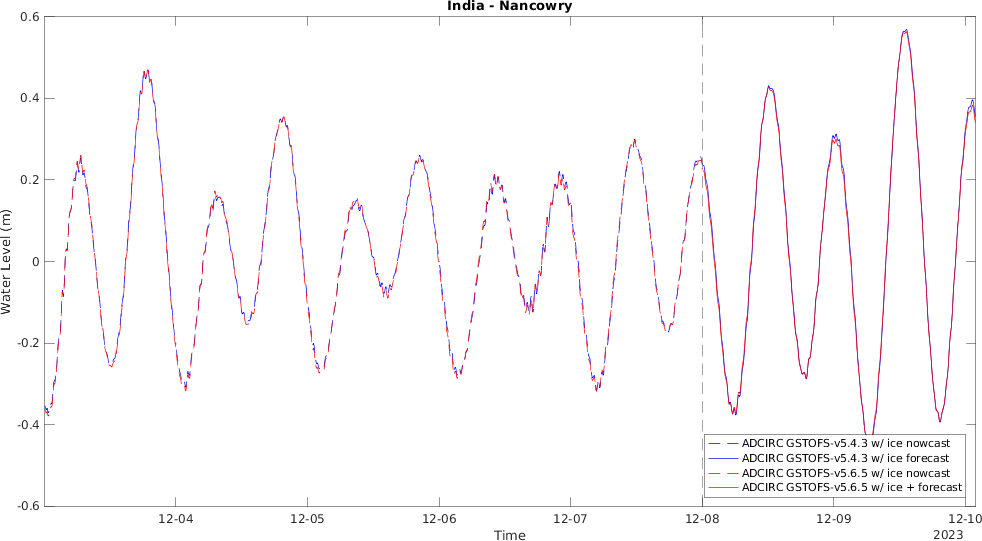 India - Nancowry
0.6
0.4
0.2
0
-0.2
-0.4
-0.6
Water Level (m)
ADCIRC GSTOFS-v5.4.3 w/ ice nowcast
ADCIRC GSTOFS-v5.4.3 w/ ice forecast
ADCIRC GSTOFS-v5.6.5 w/ ice nowcast
ADCIRC GSTOFS-v5.6.5 w/ ice + forecast
12-04 12-05 12-06 12-07 12-08 12-09 12-10
2023
Time